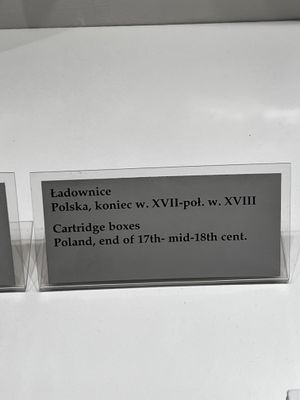 Ładownice
Polska, koniec w. XVII-poł. w. XVIII
Cartridge boxes
Poland, end of 17th- mid-18th cent.